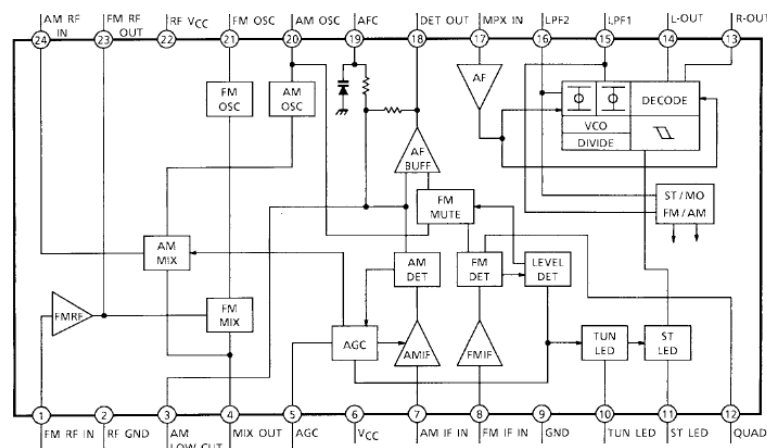 AM RF IN
FM RF OUT
RF VCC
FM OSC
AM OSC
AFC
DET OUT
MPX IN
LPF2
LPF1
L-OUT
R-OUT
24
23
22
21
20
19
18
17
16
15
14
13
AF
FM OSC
AM OSC
DECODE
VCO
DIVIDE
AF BUFF
FM MUTE
ST/MO
FM/AM
AM MIX
AM DET
FM DET
LEVEL DET
FMRF
FM MIX
AGC
AMIF
FMIF
TUN LED
ST LED
1
2
3
4
5
6
7
8
9
10
11
12
FM RF IN
RF GND
AM LOW CUT
MIX OUT
AGC
VCC
AM IF IN
FM IF IN
GND
TUN LED
ST LED
QUAD